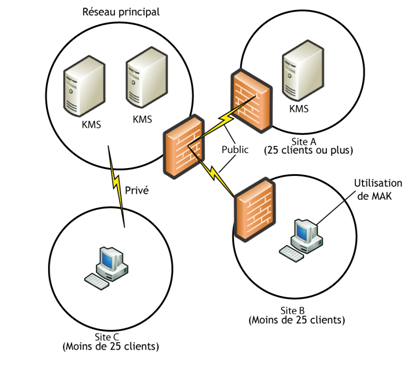 Réseau principal
KMS
KMS
KMS
Site A
(25 clients ou plus)
Public
Privé
Utilisation
de MAK
Site B
(Moins de 25 clients)
Site C
(Moins de 25 clients)